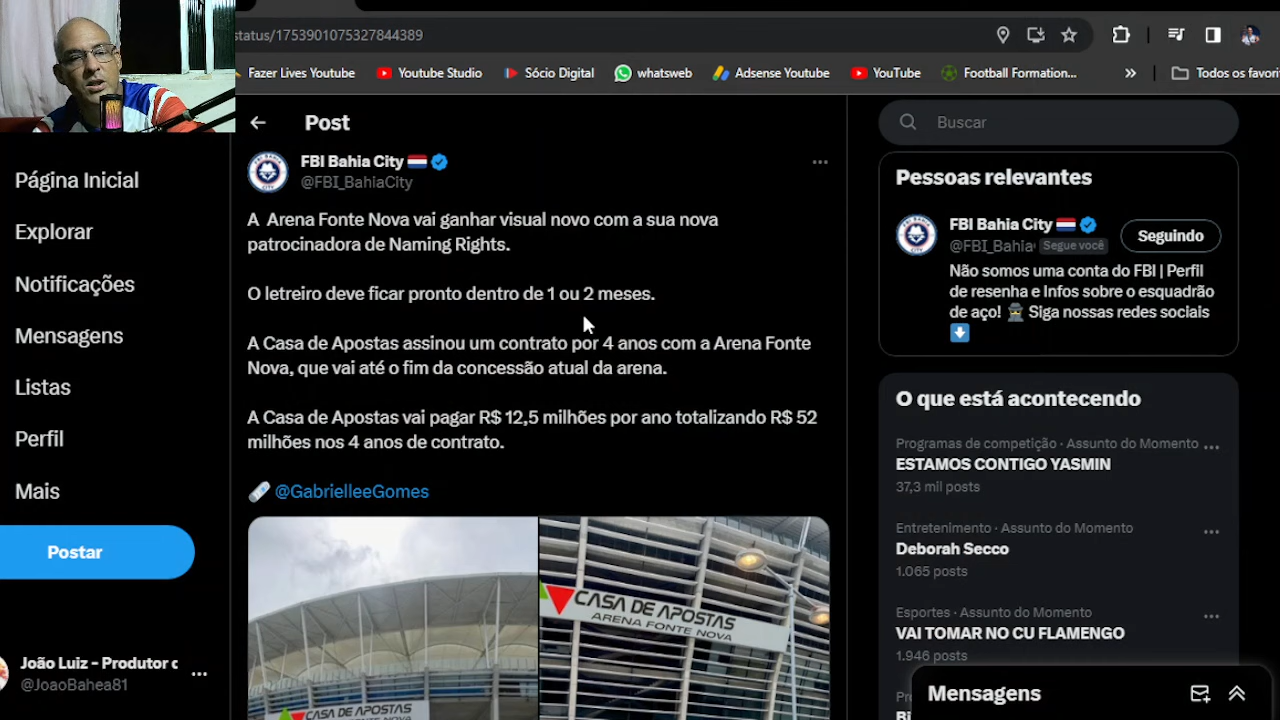 status/1753901075327844389
Fazer Lives Youtube
Youtube Studio
Sócio Digital
whatsweb
Adsense Youtube
YouTube
Football Formation...
Todos os favori
Página Inicial
Explorar
Notificações
Mensagens
Listas
Perfil
Mais
Postar
João Luiz - Produtor d
@JoaoBahea81
Post
FBI Bahia City
@FBI_BahiaCity
A Arena Fonte Nova vai ganhar visual novo com a sua nova
patrocinadora de Naming Rights.
O letreiro deve ficar pronto dentro de 1 ou 2 meses.
A Casa de Apostas assinou um contrato por 4 anos com a Arena Fonte
Nova, que vai até o fim da concessão atual da arena.
A Casa de Apostas vai pagar R$ 12,5 milhões por ano totalizando R$ 52
milhões nos 4 anos de contrato.
@GabrielleeGomes
CASA DE APOSTAS
ARENA FONTE NOVA
CASA DE APOSTAS
Buscar
Pessoas relevantes
FBI Bahia City
@FBI_Bahia
Segue você
Seguindo
Não somos uma conta do FBI | Perfil
de resenha e Infos sobre o esquadrão
de aço! Siga nossas redes sociais
O que está acontecendo
Programas de competição · Assunto do Momento
ESTAMOS CONTIGO YASMIN
37,3 mil posts
Entretenimento · Assunto do Momento
Deborah Secco
1.065 posts
Esportes · Assunto do Momento
VAI TOMAR NO CU FLAMENGO
1.946 posts
Mensagens